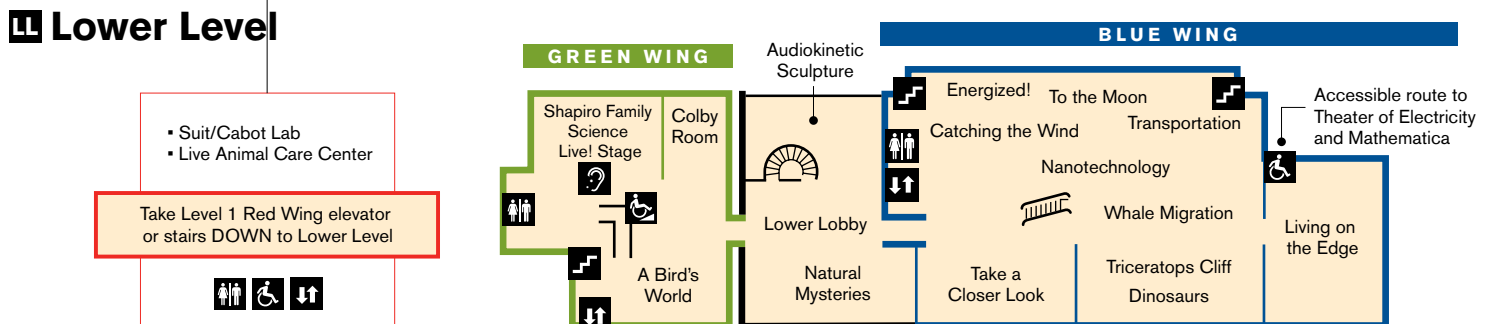 LL Lower Level
▪ Suit/Cabot Lab
▪ Live Animal Care Center
Take Level 1 Red Wing elevator
or stairs DOWN to Lower Level
GREEN WING
Shapiro Family
Science
Live! Stage
Colby
Room
A Bird's
World
Audiokinetic
Sculpture
Lower Lobby
Natural
Mysteries
BLUE WING
Energized!
To the Moon
Catching the Wind
Transportation
Nanotechnology
Whale Migration
Take a
Closer Look
Triceratops Cliff
Dinosaurs
Living on
the Edge
Accessible route to
Theater of Electricity
and Mathematica